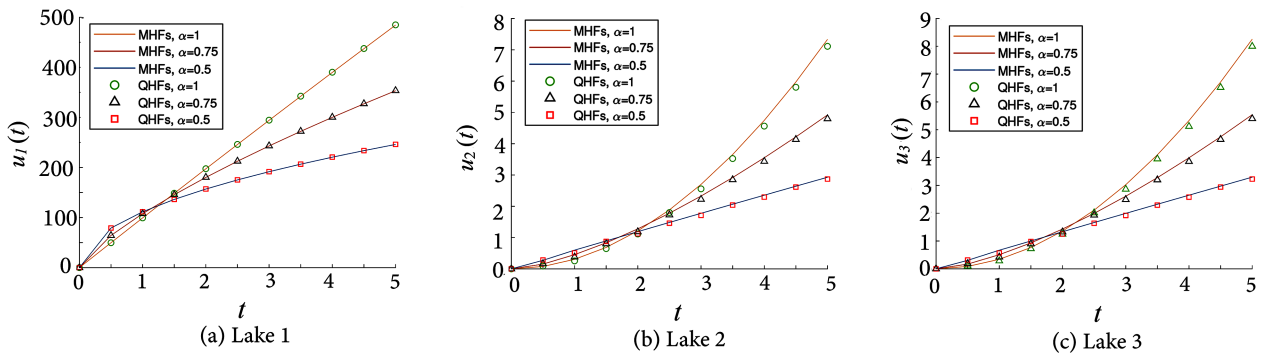 500
400
300
200
100
0
u1(t)
MHFs, α=1
MHFs, α=0.75
MHFs, α=0.5
QHFs, α=1
QHFs, α=0.75
QHFs, α=0.5
0 1 2 3 4 5
t
(a) Lake 1
8
7
6
5
4
3
2
1
0
u2(t)
MHFs, α=1
MHFs, α=0.75
MHFs, α=0.5
QHFs, α=1
QHFs, α=0.75
QHFs, α=0.5
0 1 2 3 4 5
t
(b) Lake 2
9
8
7
6
5
4
3
2
1
0
u3(t)
MHFs, α=1
MHFs, α=0.75
MHFs, α=0.5
QHFs, α=1
QHFs, α=0.75
QHFs, α=0.5
0 1 2 3 4 5
t
(c) Lake 3